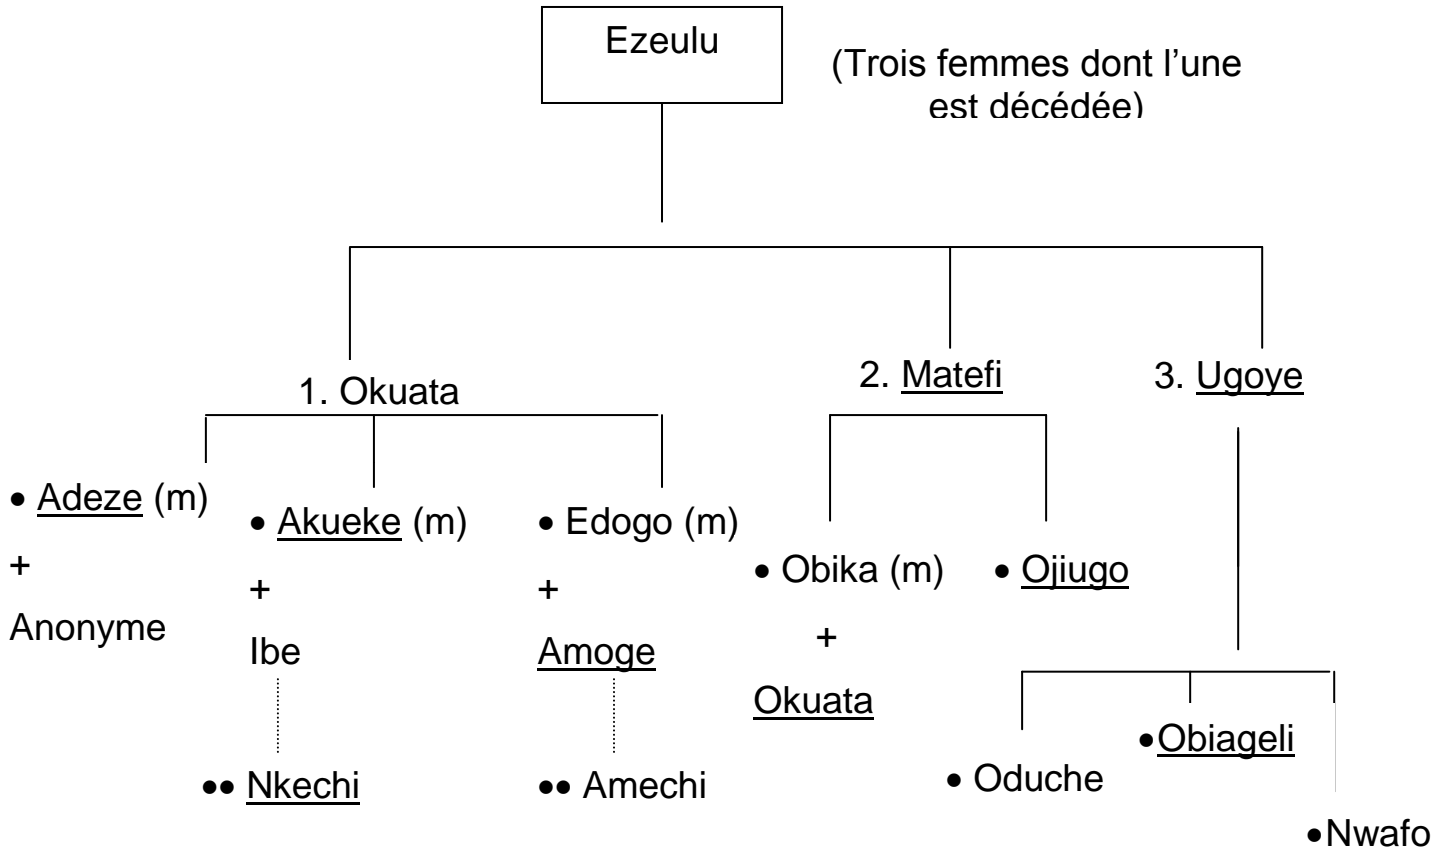 Ezeulu
(Trois femmes dont l’une
est décédée)
1. Okuata
2. Matefi
3. Ugoye
• Adeze (m)
+
Anonyme
• Akueke (m)
+
Ibe
•• Nkechi
• Edogo (m)
+
Amoge
•• Amechi
• Obika (m)
+
Okuata
• Ojiugo
• Oduche
•Obiageli
•Nwafo